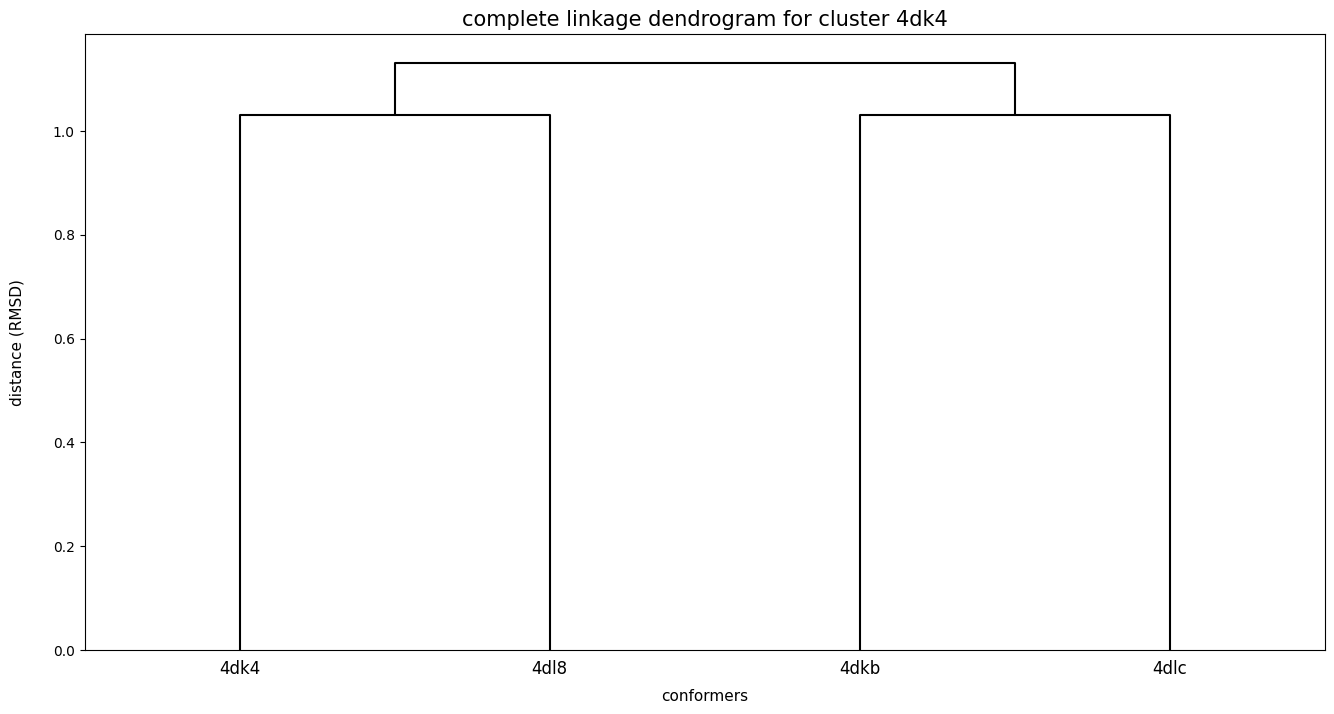 complete linkage dendrogram for cluster 4dk4
1.0
0.8
0.6
0.4
0.2
0.0
distance (RMSD)
4dk4 4dl8 4dkb 4dlc
conformers